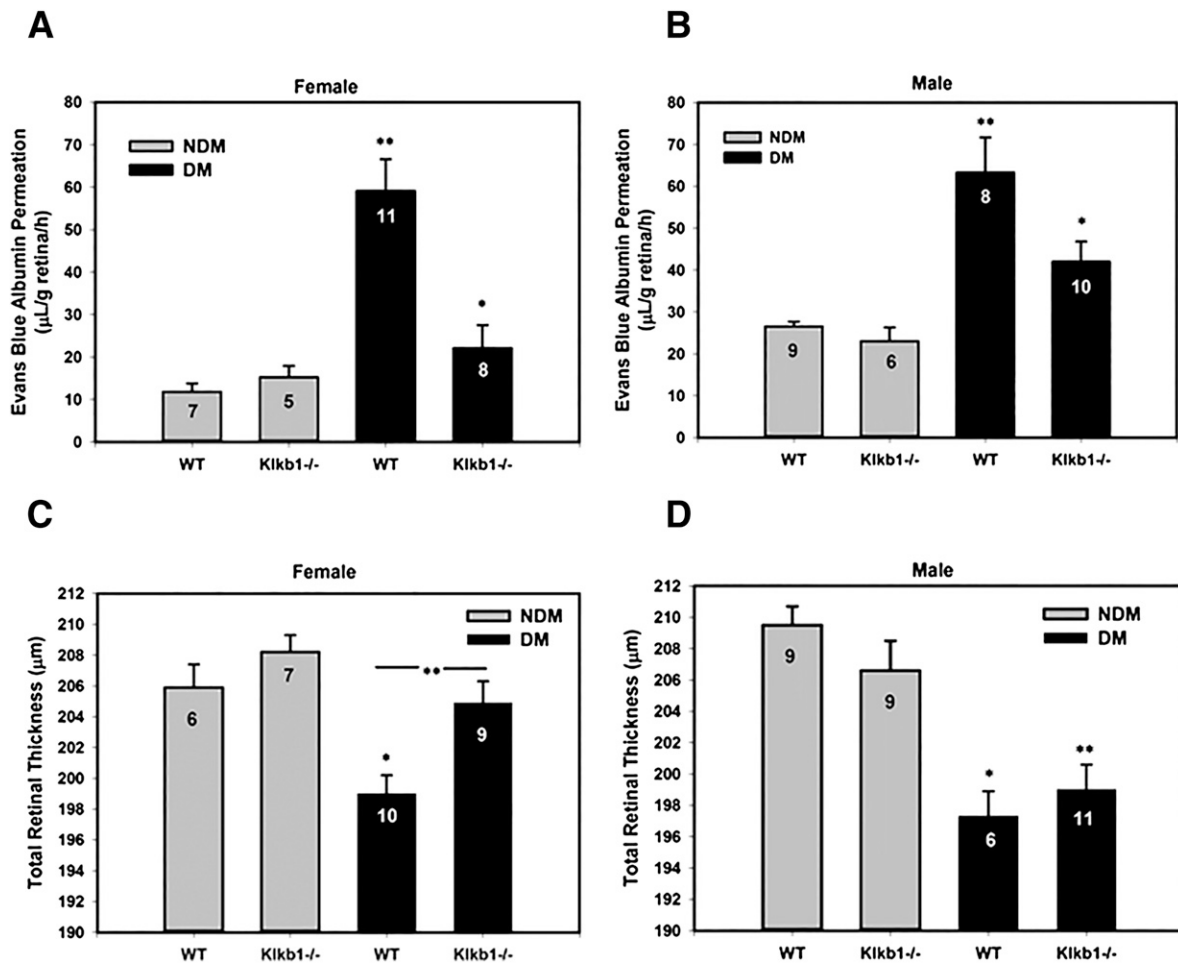 A
Female
Evans Blue Albumin Permeation
(µL/g retina/h)
80
70
60
50
40
30
20
10
0
NDM
DM
**
*
7
5
11
8
WT
Klkb1-/-
WT
Klkb1-/-
B
Male
Evans Blue Albumin Permeation
(µL/g retina/h)
80
70
60
50
40
30
20
10
0
NDM
DM
**
*
9
6
8
10
WT
Klkb1-/-
WT
Klkb1-/-
C
Female
Total Retinal Thickness (µm)
212
210
208
206
204
202
200
198
196
194
192
190
NDM
DM
**
*
6
7
10
9
WT
Klkb1-/-
WT
Klkb1-/-
D
Male
Total Retinal Thickness (µm)
212
210
208
206
204
202
200
198
196
194
192
190
NDM
DM
*
**
9
9
6
11
WT
Klkb1-/-
WT
Klkb1-/-